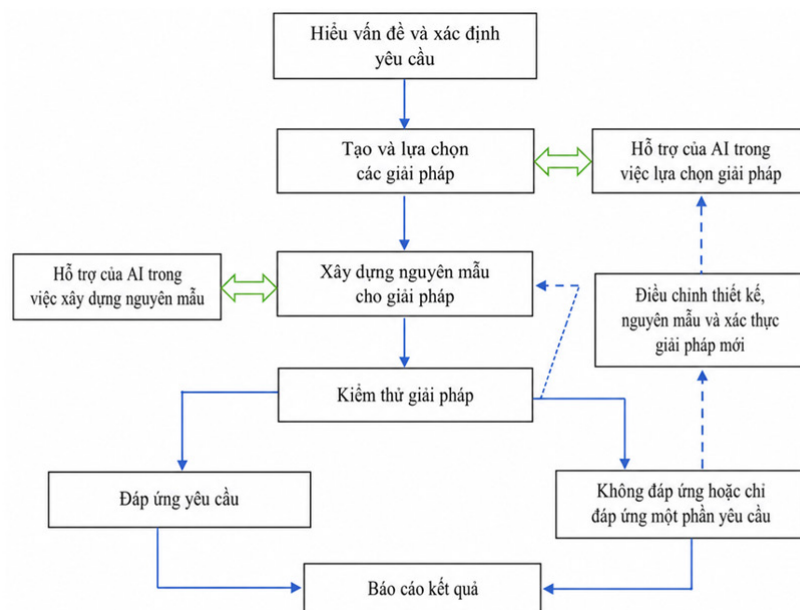 Hiểu vấn đề và xác định
yêu cầu
Tạo và lựa chọn
các giải pháp
Hỗ trợ của AI trong
việc lựa chọn giải pháp
Hỗ trợ của AI trong
việc xây dựng nguyên mẫu
Xây dựng nguyên mẫu
cho giải pháp
Điều chỉnh thiết kế,
nguyên mẫu và xác thực
giải pháp mới
Kiểm thử giải pháp
Đáp ứng yêu cầu
Không đáp ứng hoặc chỉ
đáp ứng một phần yêu cầu
Báo cáo kết quả